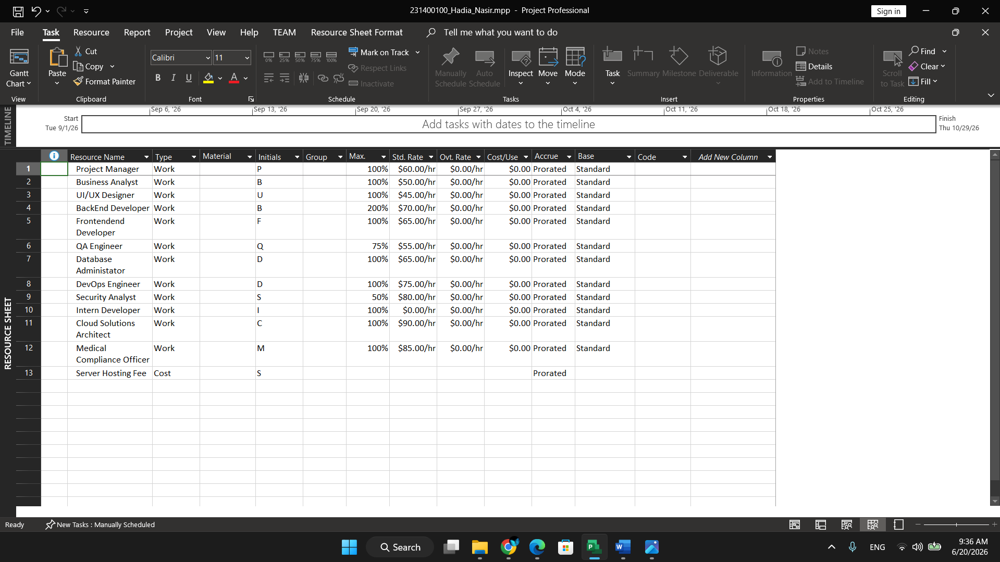 231400100_Hadia_Nasir.mpp - Project Professional
Sign in
File Task Resource Report Project View Help TEAM Resource Sheet Format Tell me what you want to do
Gantt Chart
View
Paste
Cut
Copy
Format Painter
Clipboard
Calibri 11
B I U A
Font
0% 25% 50% 75% 100%
Mark on Track
Respect Links
Inactivate
Schedule
Manually Schedule
Auto Schedule
Inspect
Move
Mode
Tasks
Task
Summary
Milestone
Deliverable
Insert
Information
Notes
Details
Add to Timeline
Properties
Scroll to Task
Find
Clear
Fill
Editing
TIMELINE
Sep 6, '26 Sep 13, '26 Sep 20, '26 Sep 27, '26 Oct 4, '26 Oct 11, '26 Oct 18, '26 Oct 25, '26
Start
Tue 9/1/26
Add tasks with dates to the timeline
Finish
Thu 10/29/26
RESOURCE SHEET
Resource Name Type Material Initials Group Max. Std. Rate Ovt. Rate Cost/Use Accrue Base Code Add New Column
1 Project Manager Work P 100% $60.00/hr $0.00/hr $0.00 Prorated Standard
2 Business Analyst Work B 100% $50.00/hr $0.00/hr $0.00 Prorated Standard
3 UI/UX Designer Work U 100% $45.00/hr $0.00/hr $0.00 Prorated Standard
4 BackEnd Developer Work B 200% $70.00/hr $0.00/hr $0.00 Prorated Standard
5 Frontendend Developer Work F 100% $65.00/hr $0.00/hr $0.00 Prorated Standard
6 QA Engineer Work Q 75% $55.00/hr $0.00/hr $0.00 Prorated Standard
7 Database Administator Work D 100% $65.00/hr $0.00/hr $0.00 Prorated Standard
8 DevOps Engineer Work D 100% $75.00/hr $0.00/hr $0.00 Prorated Standard
9 Security Analyst Work S 50% $80.00/hr $0.00/hr $0.00 Prorated Standard
10 Intern Developer Work I 100% $0.00/hr $0.00/hr $0.00 Prorated Standard
11 Cloud Solutions Architect Work C 100% $90.00/hr $0.00/hr $0.00 Prorated Standard
12 Medical Compliance Officer Work M 100% $85.00/hr $0.00/hr $0.00 Prorated Standard
13 Server Hosting Fee Cost S Prorated
Ready New Tasks : Manually Scheduled
Search
ENG
9:36 AM
6/20/2026